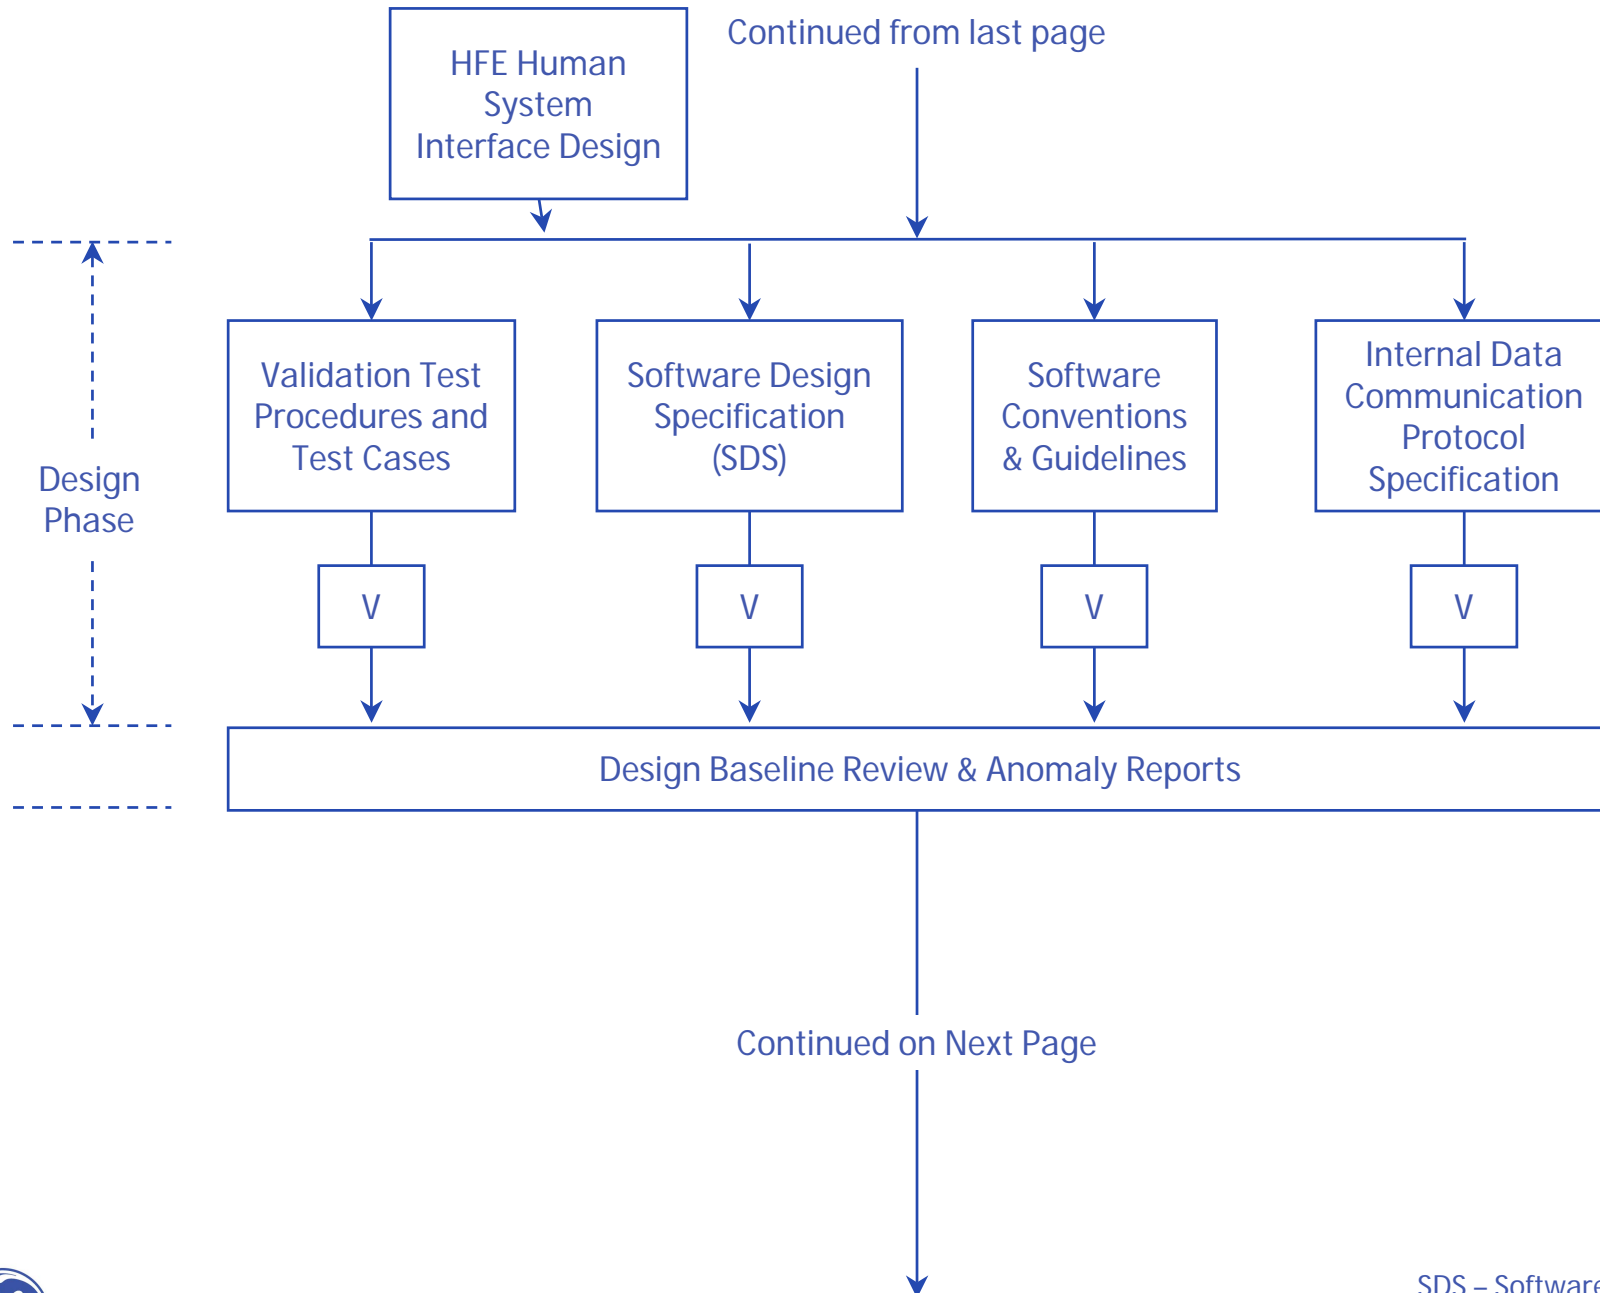 HFE Human
System
Interface Design
Continued from last page
Design
Phase
Validation Test
Procedures and
Test Cases
Software Design
Specification
(SDS)
Software
Conventions
& Guidelines
Internal Data
Communication
Protocol
Specification
V
V
V
V
Design Baseline Review & Anomaly Reports
Continued on Next Page
SDS – Software